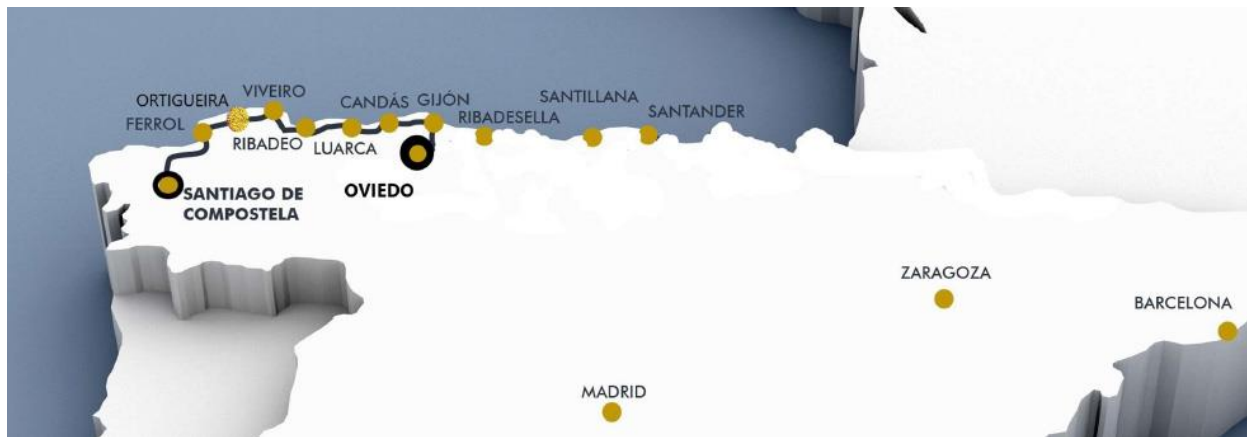 VIVEIRO
ORTIGUEIRA
FERROL
RIBADEO
LUARCA
CANDÁS
GIJÓN
RIBADESELLA
SANTILLANA
SANTANDER
SANTIAGO DE
COMPOSTELA
OVIEDO
ZARAGOZA
BARCELONA
MADRID